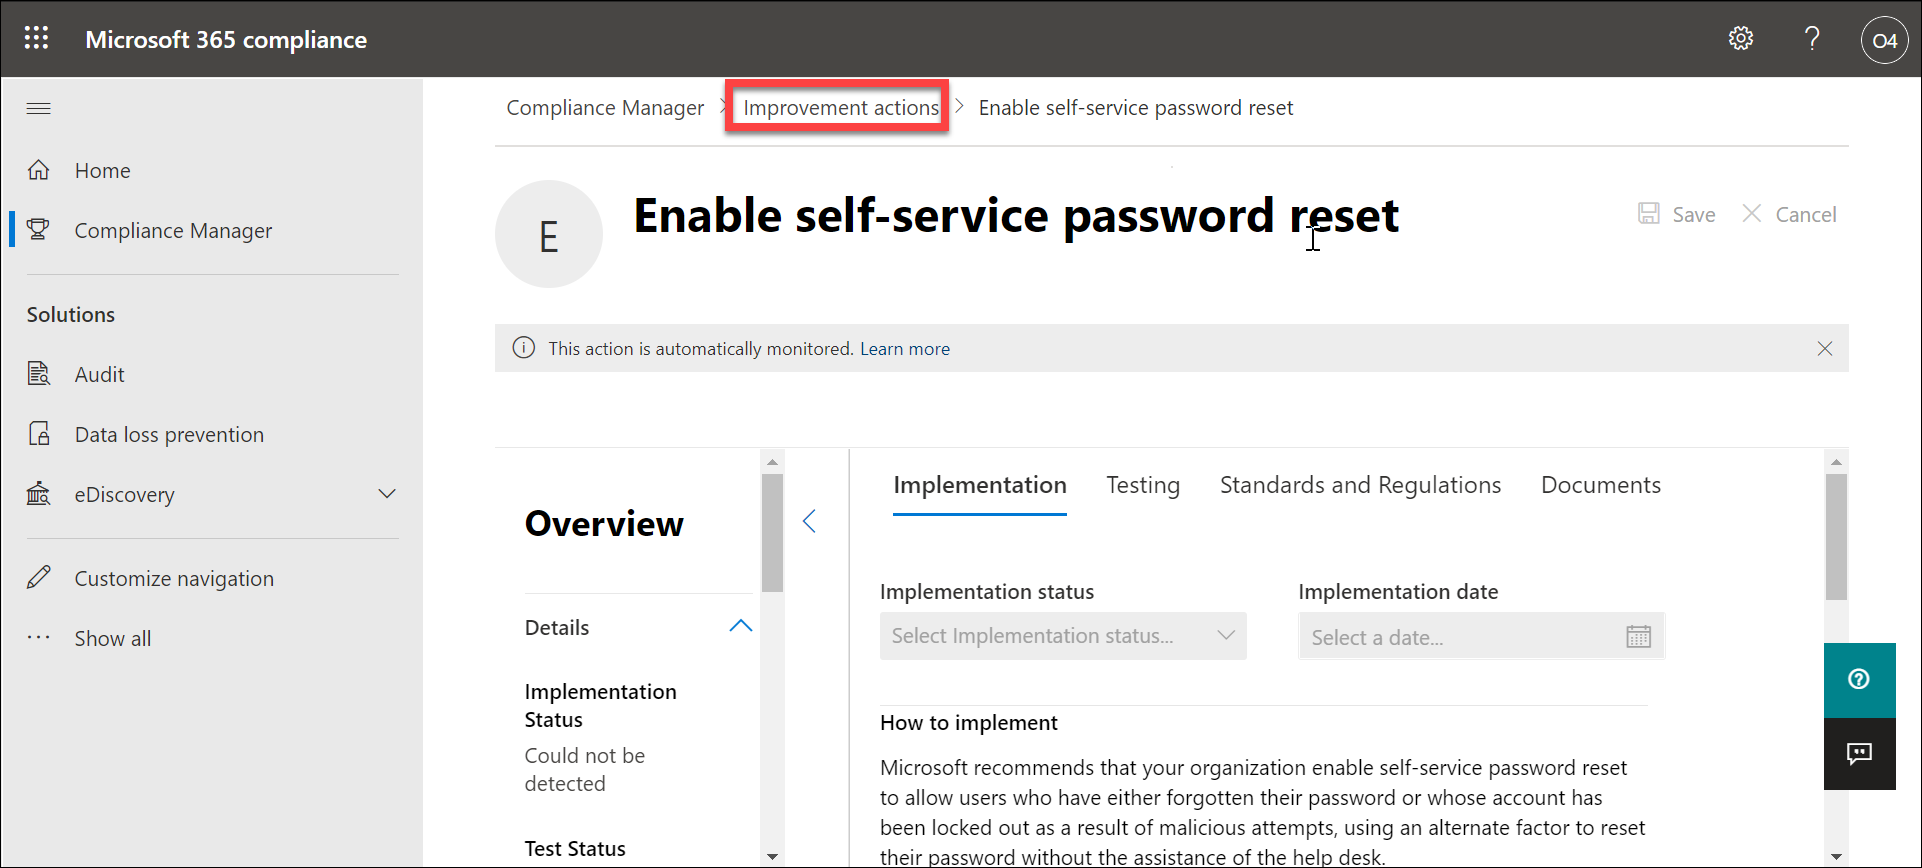 Microsoft 365 compliance
O4
Compliance Manager > Improvement actions > Enable self-service password reset
Home
Compliance Manager
Solutions
Audit
Data loss prevention
eDiscovery
Customize navigation
Show all
E
Enable self-service password reset
Save
Cancel
This action is automatically monitored. Learn more
Overview
Details
Implementation
Status
Could not be
detected
Test Status
Implementation Testing Standards and Regulations Documents
Implementation status
Select Implementation status...
Implementation date
Select a date...
How to implement
Microsoft recommends that your organization enable self-service password reset
to allow users who have either forgotten their password or whose account has
been locked out as a result of malicious attempts, using an alternate factor to reset
their password without the assistance of the help desk.